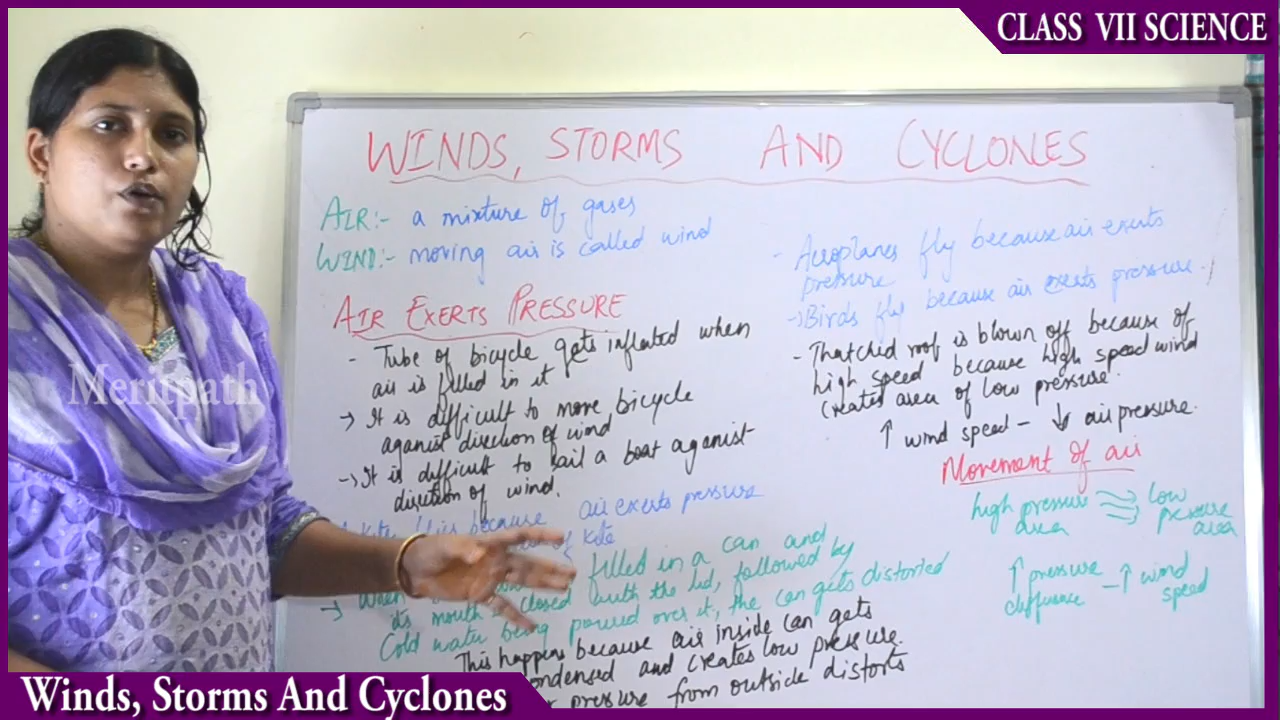 CLASS VII SCIENCE
WINDS, STORMS AND CYCLONES
AIR:- a mixture of gases
WIND:- moving air is called wind
AIR EXERTS PRESSURE
- Tube of bicycle gets inflated when
air is filled in it
→ It is difficult to move bicycle
against direction of wind
→ It is difficult to sail a boat aganist
direction of wind.
flies because air exerts pressure
of kite
→ When filled in a can and
its mouth is closed with the lid, followed by
Cold water being poured over it, the can gets distorted
This happens because air inside can gets
condensed and creates low pressure.
pressure from outside distorts
- Aeroplanes fly because air exerts
pressure
→ Birds fly because air exerts pressure.
- Thatched roof is blown off because of
high speed because high speed wind
creates area of low pressure.
↑ wind speed - ↓ air pressure.
Movement of air
high pressure area → low pressure area
↑ pressure difference - ↑ wind speed
Meritpath
Winds, Storms And Cyclones